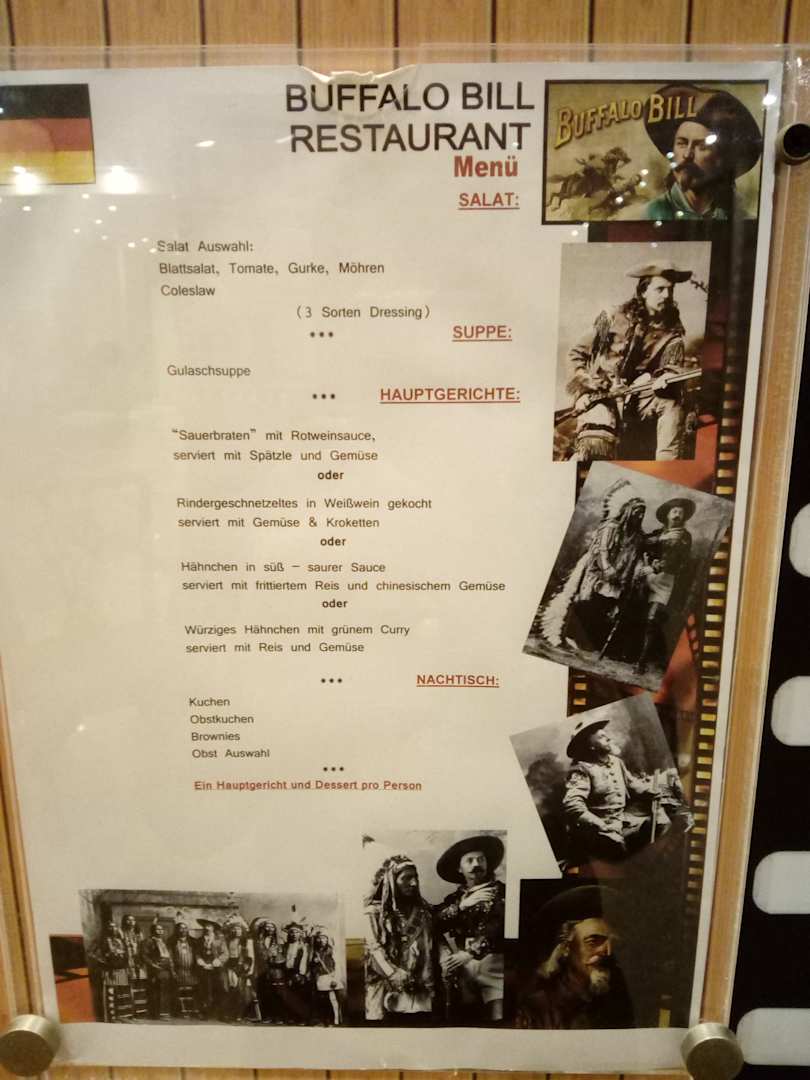 BUFFALO BILL
RESTAURANT
Menü
BUFFALO BILL
SALAT:
Salat Auswahl:
Blattsalat, Tomate, Gurke, Möhren
Coleslaw
(3 Sorten Dressing)
*** SUPPE:
Gulaschsuppe
*** HAUPTGERICHTE:
“Sauerbraten” mit Rotweinsauce,
serviert mit Spätzle und Gemüse
oder
Rindergeschnetzeltes in Weißwein gekocht
serviert mit Gemüse & Kroketten
oder
Hähnchen in süß – saurer Sauce
serviert mit frittiertem Reis und chinesischem Gemüse
oder
Würziges Hähnchen mit grünem Curry
serviert mit Reis und Gemüse
*** NACHTISCH:
Kuchen
Obstkuchen
Brownies
Obst Auswahl
***
Ein Hauptgericht und Dessert pro Person